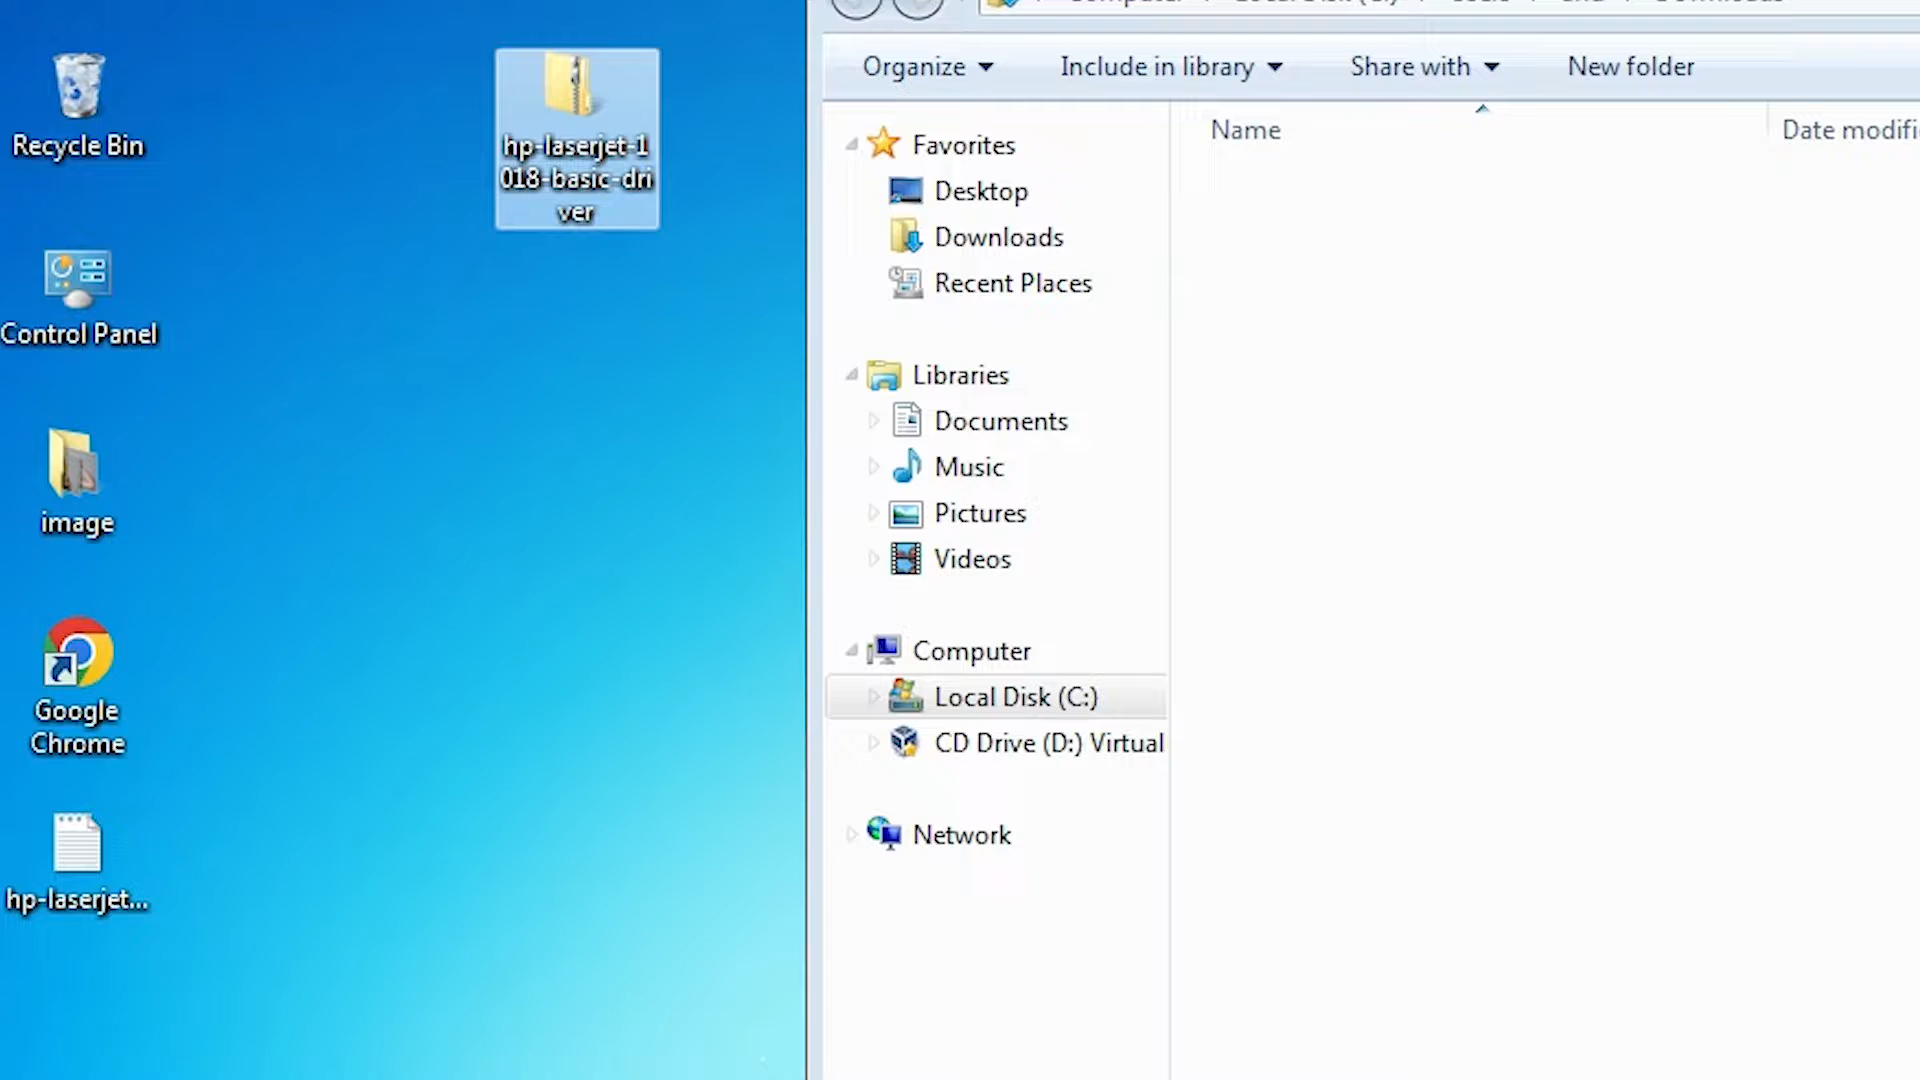 Recycle Bin
hp-laserjet-1
018-basic-dri
ver
Control Panel
image
Google
Chrome
hp-laserjet...
Organize
Include in library
Share with
New folder
Name
Date modifi
Favorites
Desktop
Downloads
Recent Places
Libraries
Documents
Music
Pictures
Videos
Computer
Local Disk (C:)
CD Drive (D:) Virtual
Network